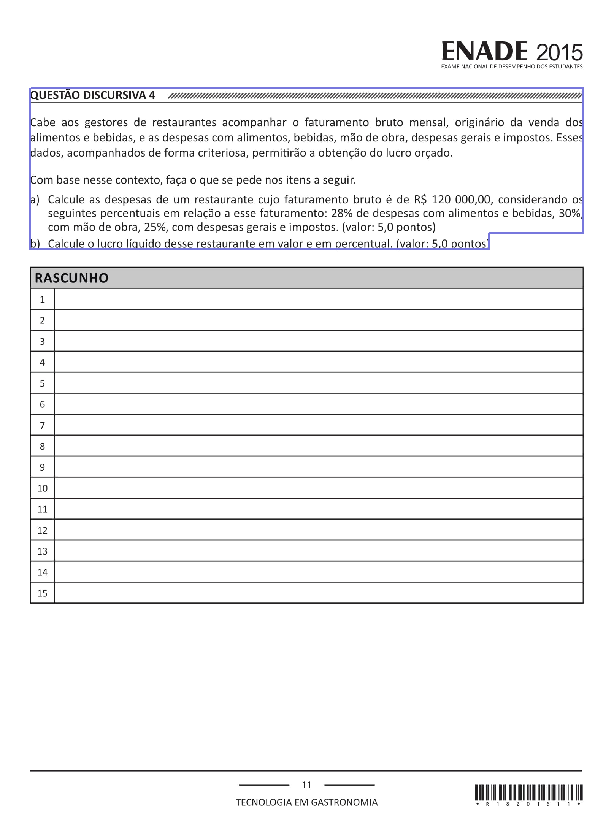 ENADE 2015
EXAME NACIONAL DE DESEMPENHO DOS ESTUDANTES
QUESTÃO DISCURSIVA 4
Cabe aos gestores de restaurantes acompanhar o faturamento bruto mensal, originário da venda dos
alimentos e bebidas, e as despesas com alimentos, bebidas, mão de obra, despesas gerais e impostos. Esses
dados, acompanhados de forma criteriosa, permitirão a obtenção do lucro orçado.
Com base nesse contexto, faça o que se pede nos itens a seguir.
a) Calcule as despesas de um restaurante cujo faturamento bruto é de R$ 120 000,00, considerando os
seguintes percentuais em relação a esse faturamento: 28% de despesas com alimentos e bebidas, 30%,
com mão de obra, 25%, com despesas gerais e impostos. (valor: 5,0 pontos)
b) Calcule o lucro líquido desse restaurante em valor e em percentual. (valor: 5,0 pontos)
RASCUNHO
1
2
3
4
5
6
7
8
9
10
11
12
13
14
15
11
TECNOLOGIA EM GASTRONOMIA
*R1820151 1*